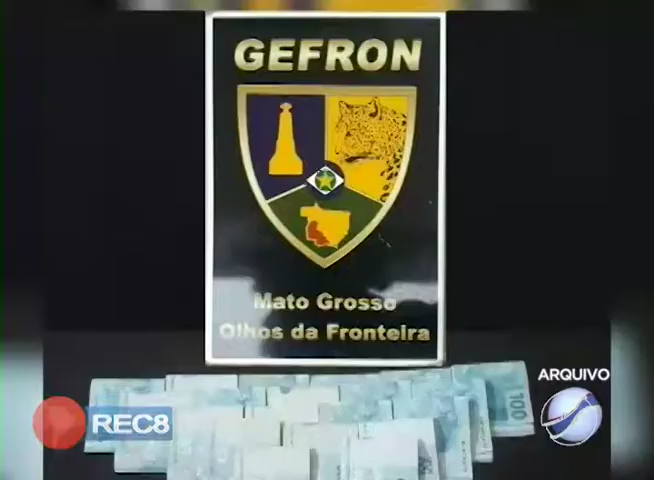 GEFRON
Mato Grosso
Olhos da Fronteira
ARQUIVO
100
REC8